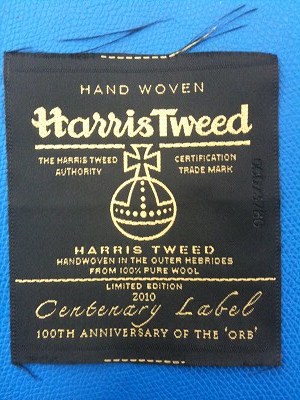 HAND WOVEN
Harris Tweed
THE HARRIS TWEED AUTHORITY
CERTIFICATION TRADE MARK
HARRIS TWEED
HANDWOVEN IN THE OUTER HEBRIDES
FROM 100% PURE WOOL
LIMITED EDITION
2010
Centenary Label
100TH ANNIVERSARY OF THE 'ORB'